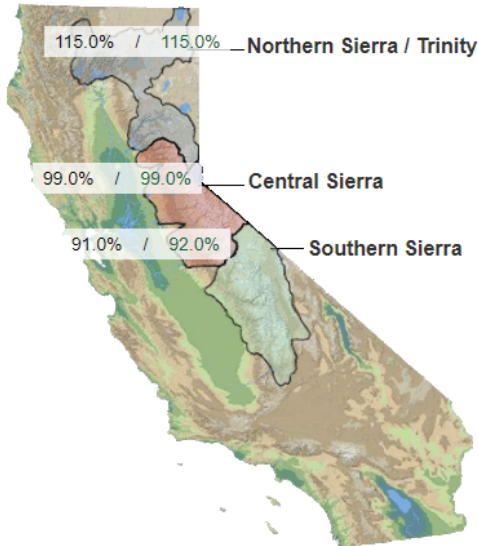 115.0% / 115.0% Northern Sierra / Trinity
99.0% / 99.0% Central Sierra
91.0% / 92.0% Southern Sierra